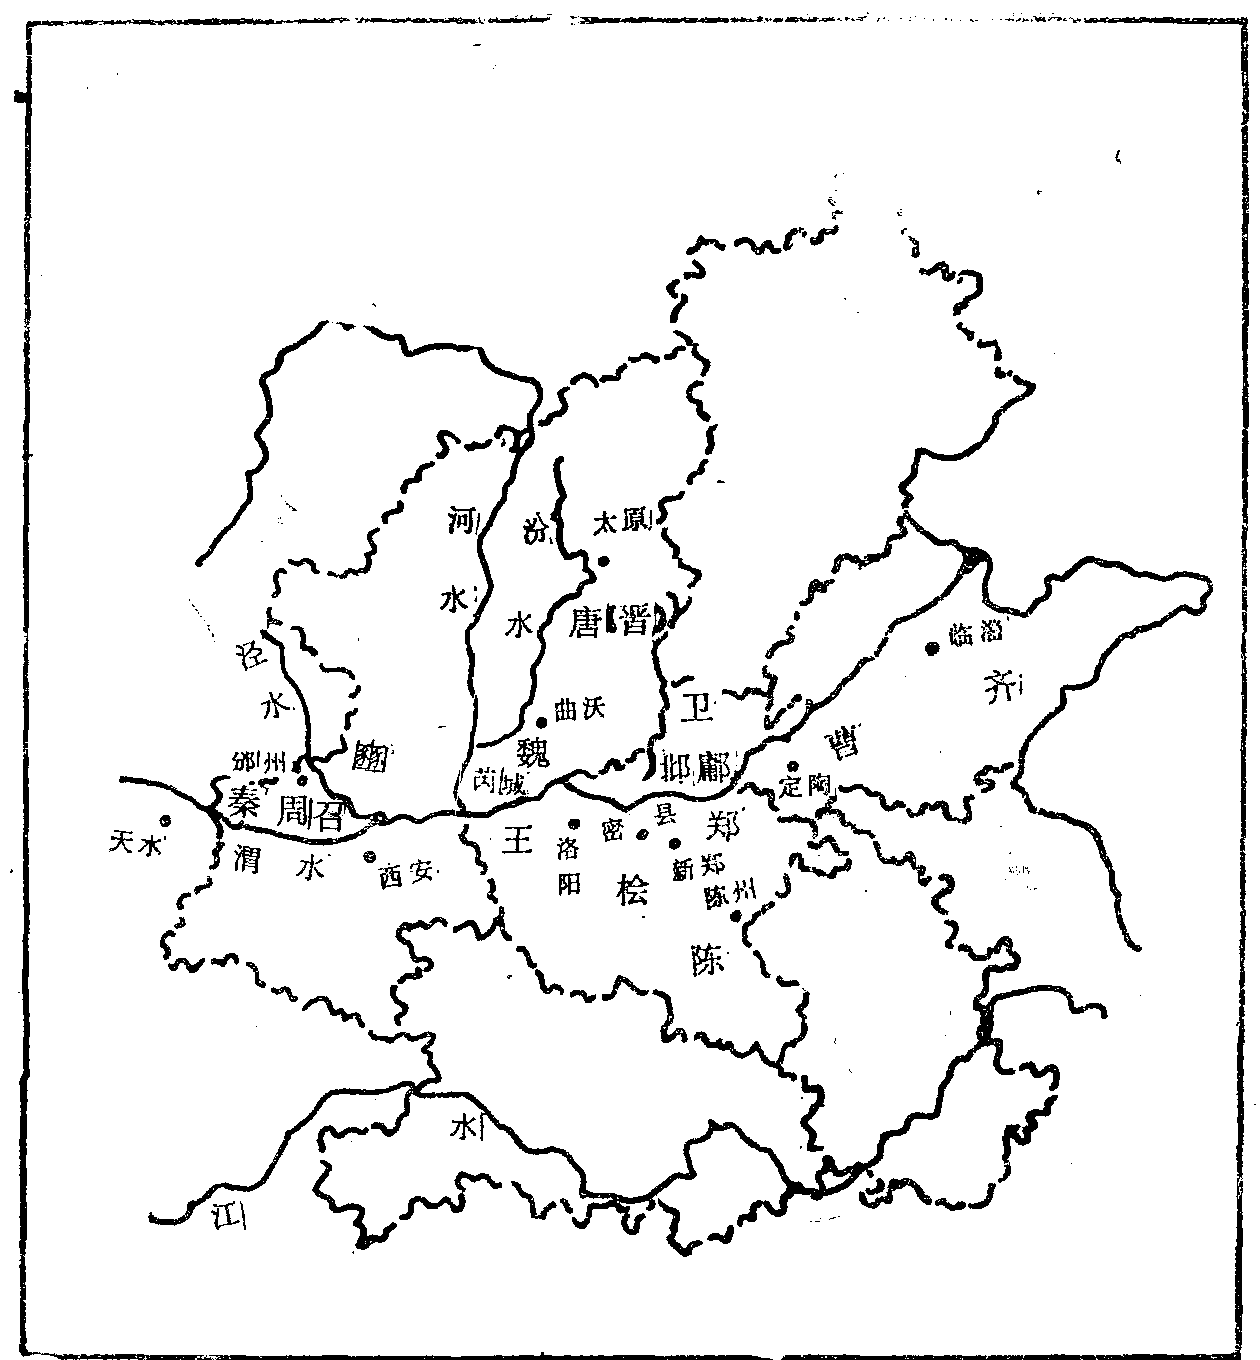 河水
汾水
太原
唐【晋】
泾水
曲沃
卫
临淄
齐
邠州
豳
魏
芮城
邶鄘
曹
定陶
秦
周召
天水
渭水
西安
王
洛阳
密县
新郑
郑
桧
陈州
陈
江水